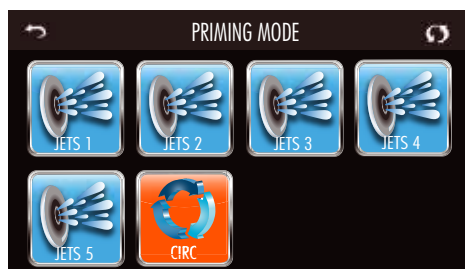 PRIMING MODE
JETS 1
JETS 2
JETS 3
JETS 4
JETS 5
CIRC